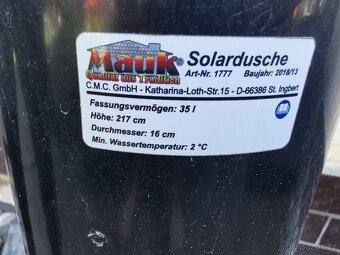 Mauk
Qualität aus Tradition
Solardusche
Art-Nr. 1777 Baujahr: 2018/13
C.M.C. GmbH - Katharina-Loth-Str.15 - D-66386 St. Ingbert
Fassungsvermögen: 35 l
Höhe: 217 cm
Durchmesser: 16 cm
Min. Wassertemperatur: 2 °C